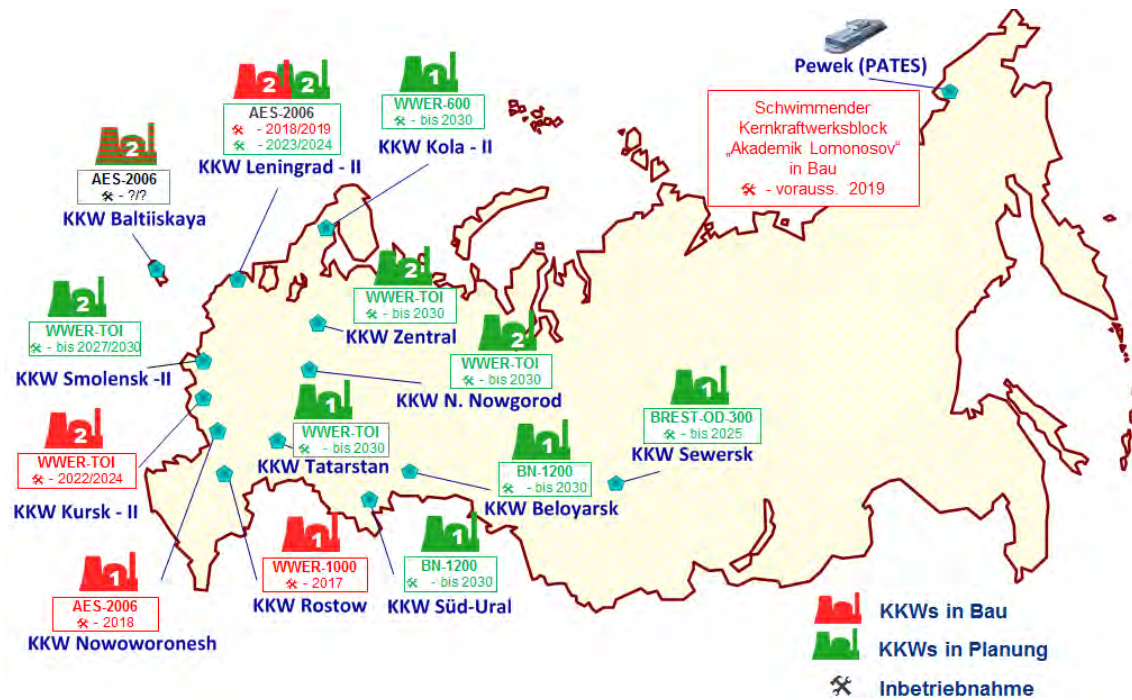 Pewek (PATES)
Schwimmender
Kernkraftwerksblock
„Akademik Lomonosov“
in Bau
- vorauss. 2019
2 2
AES-2006
- 2018/2019
- 2023/2024
KKW Leningrad - II
1
WWER-600
- bis 2030
KKW Kola - II
2
AES-2006
- ?/?
KKW Baltiiskaya
2
WWER-TOI
- bis 2027/2030
KKW Smolensk -II
2
WWER-TOI
- bis 2030
KKW Zentral
2
WWER-TOI
- bis 2030
KKW N. Nowgorod
1
WWER-TOI
- bis 2030
KKW Tatarstan
1
BREST-OD-300
- bis 2025
KKW Sewersk
1
BN-1200
- bis 2030
KKW Beloyarsk
2
WWER-TOI
- 2022/2024
KKW Kursk - II
1
WWER-1000
- 2017
KKW Rostow
1
BN-1200
- bis 2030
KKW Süd-Ural
1
AES-2006
- 2018
KKW Nowoworonesh
KKWs in Bau
KKWs in Planung
Inbetriebnahme